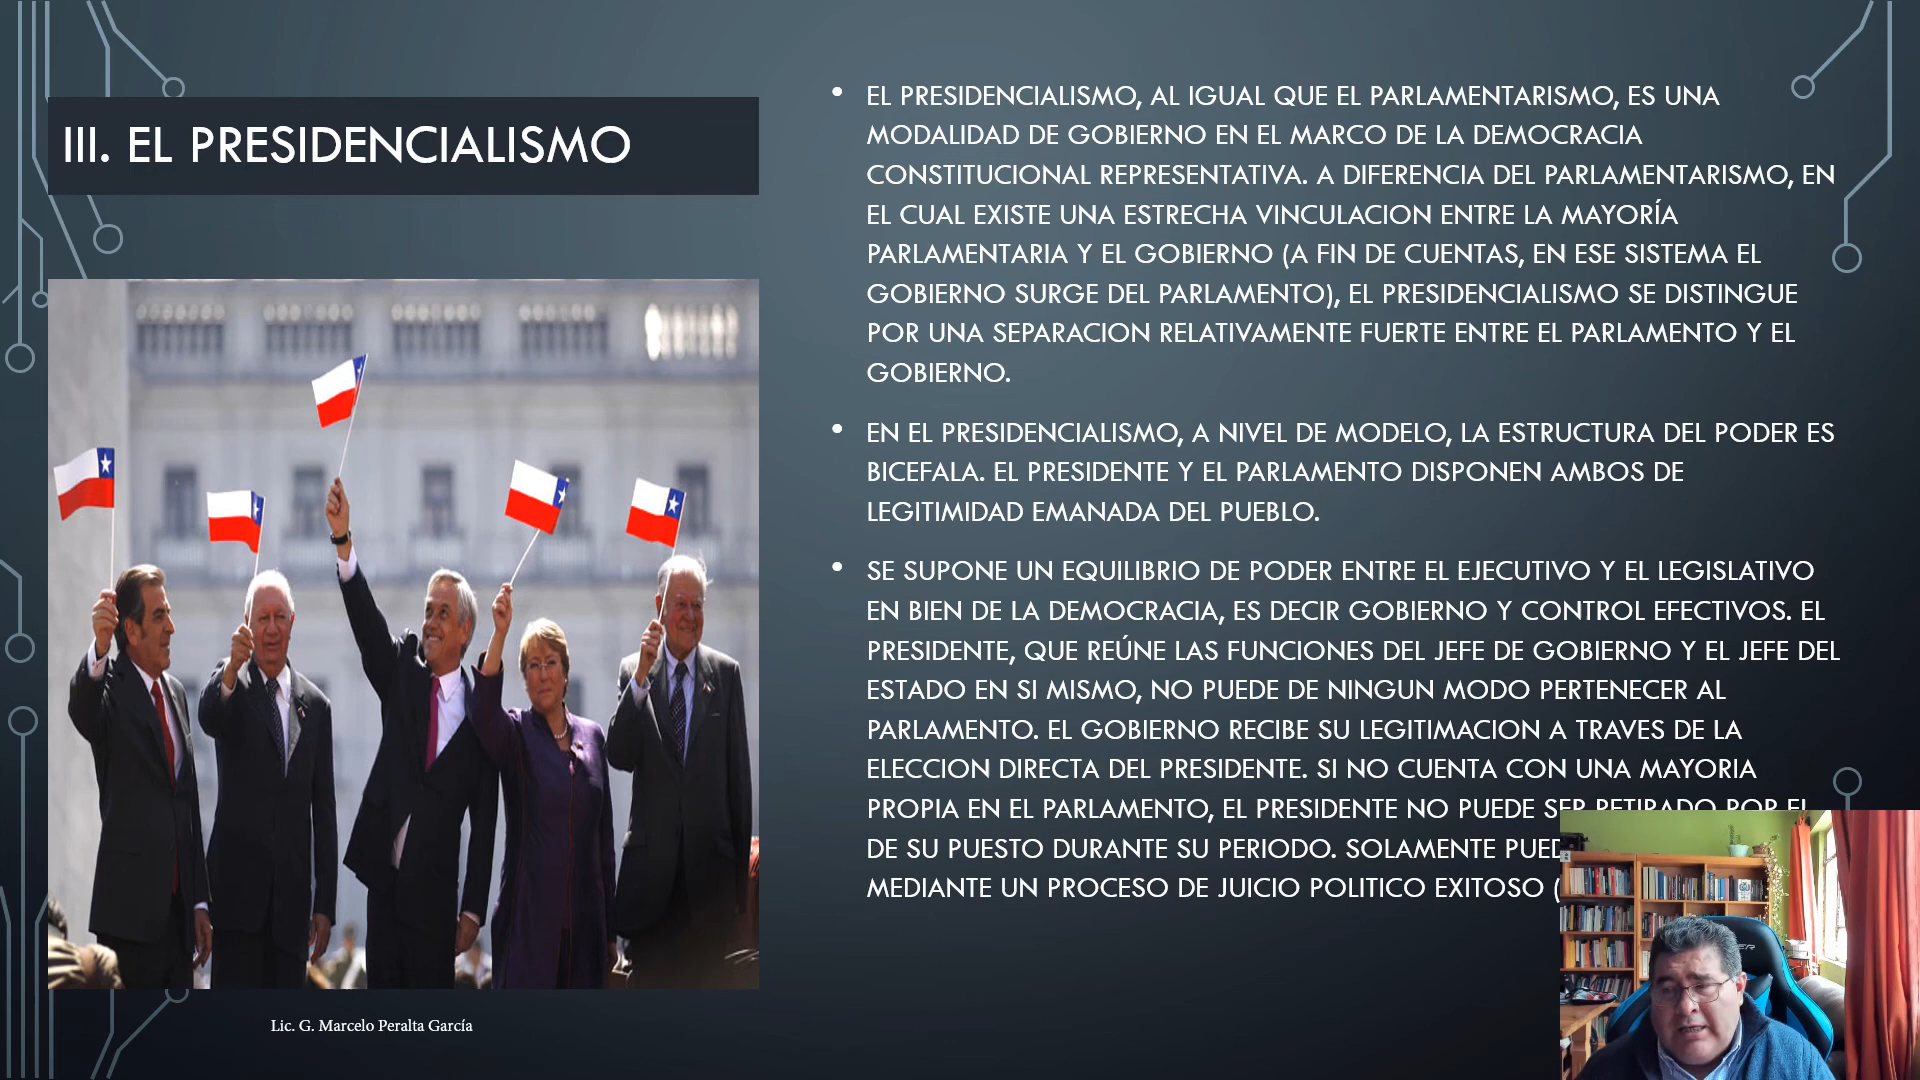 III. EL PRESIDENCIALISMO
• EL PRESIDENCIALISMO, AL IGUAL QUE EL PARLAMENTARISMO, ES UNA
MODALIDAD DE GOBIERNO EN EL MARCO DE LA DEMOCRACIA
CONSTITUCIONAL REPRESENTATIVA. A DIFERENCIA DEL PARLAMENTARISMO, EN
EL CUAL EXISTE UNA ESTRECHA VINCULACION ENTRE LA MAYORÍA
PARLAMENTARIA Y EL GOBIERNO (A FIN DE CUENTAS, EN ESE SISTEMA EL
GOBIERNO SURGE DEL PARLAMENTO), EL PRESIDENCIALISMO SE DISTINGUE
POR UNA SEPARACION RELATIVAMENTE FUERTE ENTRE EL PARLAMENTO Y EL
GOBIERNO.
• EN EL PRESIDENCIALISMO, A NIVEL DE MODELO, LA ESTRUCTURA DEL PODER ES
BICEFALA. EL PRESIDENTE Y EL PARLAMENTO DISPONEN AMBOS DE
LEGITIMIDAD EMANADA DEL PUEBLO.
• SE SUPONE UN EQUILIBRIO DE PODER ENTRE EL EJECUTIVO Y EL LEGISLATIVO
EN BIEN DE LA DEMOCRACIA, ES DECIR GOBIERNO Y CONTROL EFECTIVOS. EL
PRESIDENTE, QUE REÚNE LAS FUNCIONES DEL JEFE DE GOBIERNO Y EL JEFE DEL
ESTADO EN SI MISMO, NO PUEDE DE NINGUN MODO PERTENECER AL
PARLAMENTO. EL GOBIERNO RECIBE SU LEGITIMACION A TRAVES DE LA
ELECCION DIRECTA DEL PRESIDENTE. SI NO CUENTA CON UNA MAYORIA
PROPIA EN EL PARLAMENTO, EL PRESIDENTE NO PUEDE SER RETIRADO POR EL
DE SU PUESTO DURANTE SU PERIODO. SOLAMENTE
MEDIANTE UN PROCESO DE JUICIO POLITICO EXITOSO (
Lic. G. Marcelo Peralta García